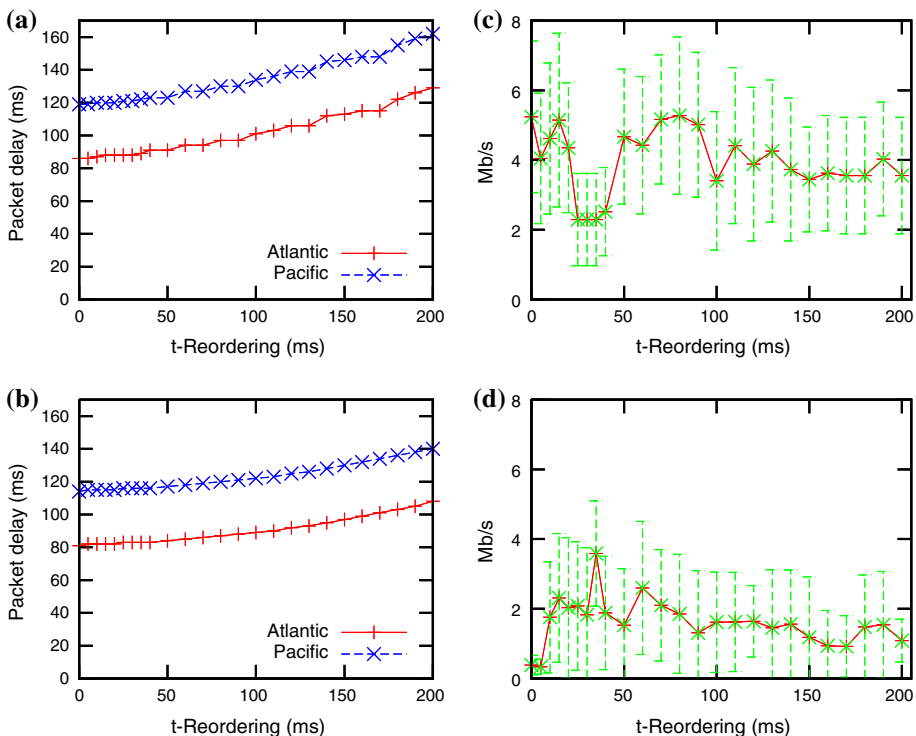 (a)
160
140
120
100
80
60
40
20
0
Packet delay (ms)
Atlantic
Pacific
0 50 100 150 200
t-Reordering (ms)
(c)
8
6
4
2
0
Mb/s
0 50 100 150 200
t-Reordering (ms)
(b)
160
140
120
100
80
60
40
20
0
Packet delay (ms)
Atlantic
Pacific
0 50 100 150 200
t-Reordering (ms)
(d)
8
6
4
2
0
Mb/s
0 50 100 150 200
t-Reordering (ms)